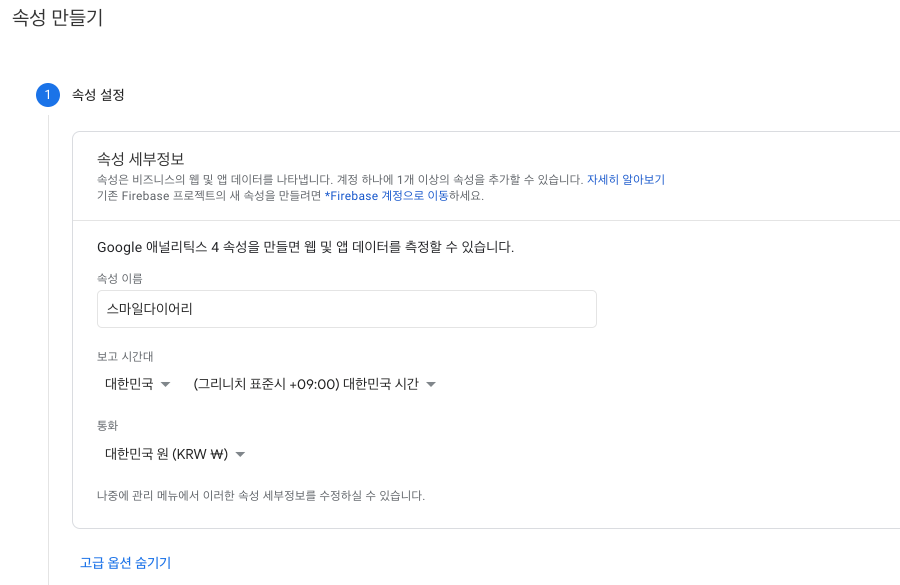 속성 만들기
1 속성 설정
속성 세부정보
속성은 비즈니스의 웹 및 앱 데이터를 나타냅니다. 계정 하나에 1개 이상의 속성을 추가할 수 있습니다. 자세히 알아보기
기존 Firebase 프로젝트의 새 속성을 만들려면 *Firebase 계정으로 이동하세요.
Google 애널리틱스 4 속성을 만들면 웹 및 앱 데이터를 측정할 수 있습니다.
속성 이름
스마일다이어리
보고 시간대
대한민국 (그리니치 표준시 +09:00) 대한민국 시간
통화
대한민국 원 (KRW ₩)
나중에 관리 메뉴에서 이러한 속성 세부정보를 수정하실 수 있습니다.
고급 옵션 숨기기